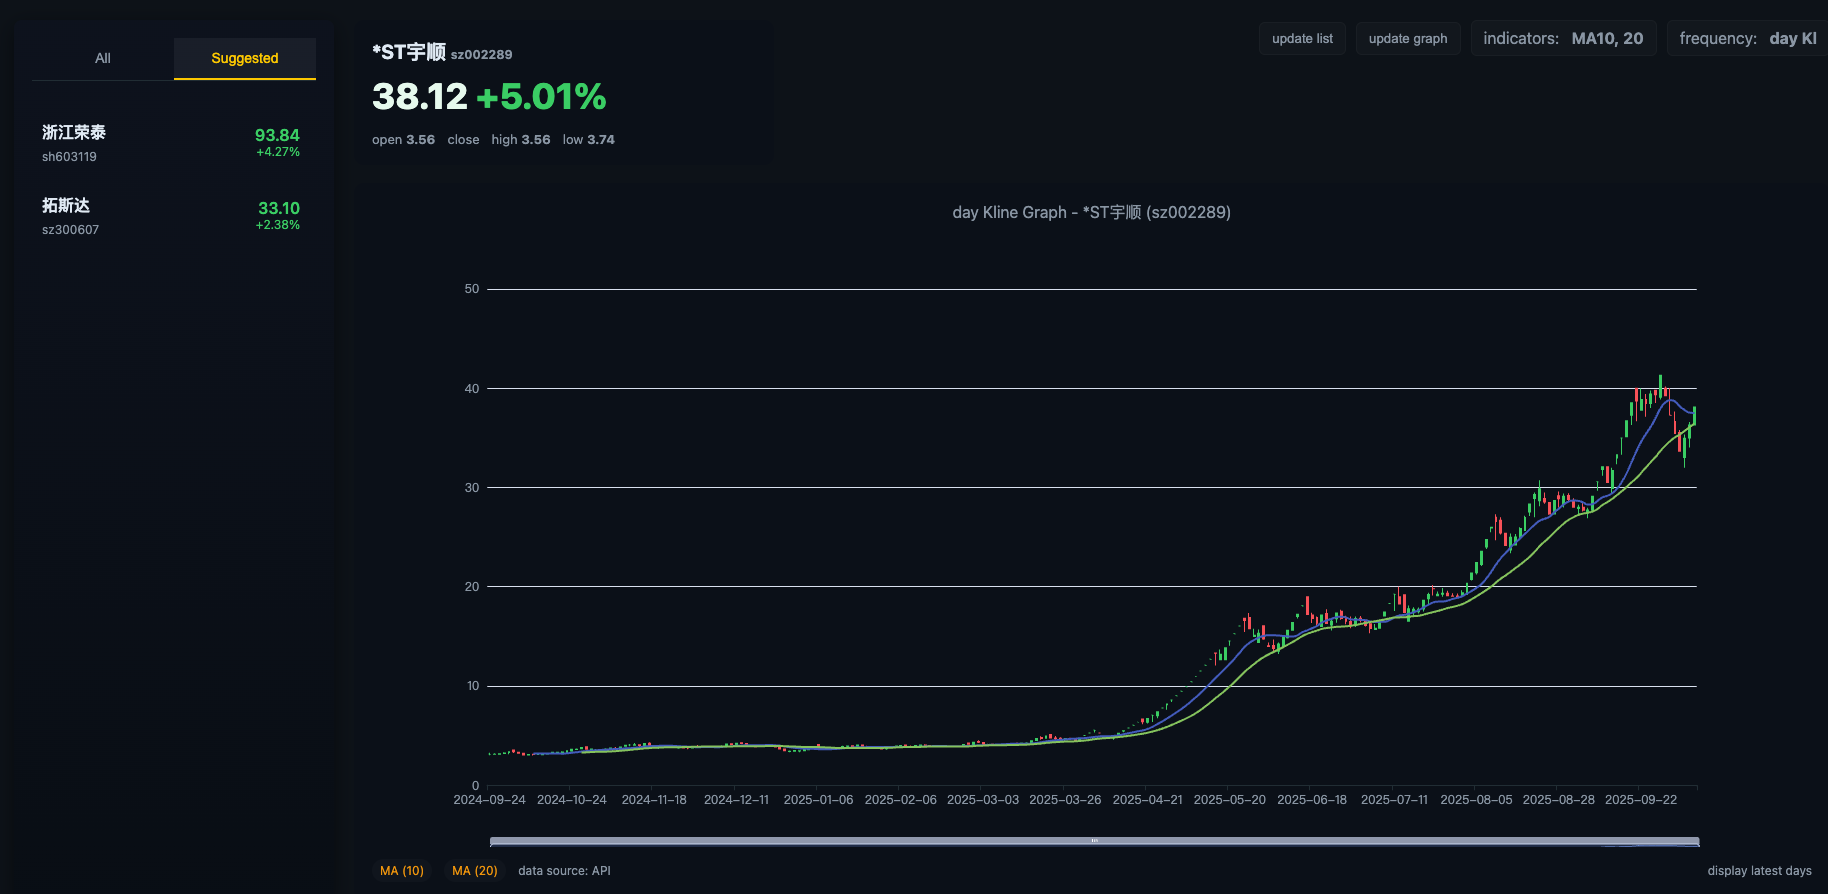 All
Suggested
浙江荣泰
93.84
sh603119
+4.27%
拓斯达
33.10
sz300607
+2.38%
*ST宇顺 sz002289
38.12 +5.01%
open 3.56 close high 3.56 low 3.74
update list
update graph
indicators: MA10, 20
frequency: day Kl
day Kline Graph - *ST宇顺 (sz002289)
50
40
30
20
10
0
2024-09-24 2024-10-24 2024-11-18 2024-12-11 2025-01-06 2025-02-06 2025-03-03 2025-03-26 2025-04-21 2025-05-20 2025-06-18 2025-07-11 2025-08-05 2025-08-28 2025-09-22
MA (10) MA (20) data source: API
display latest days